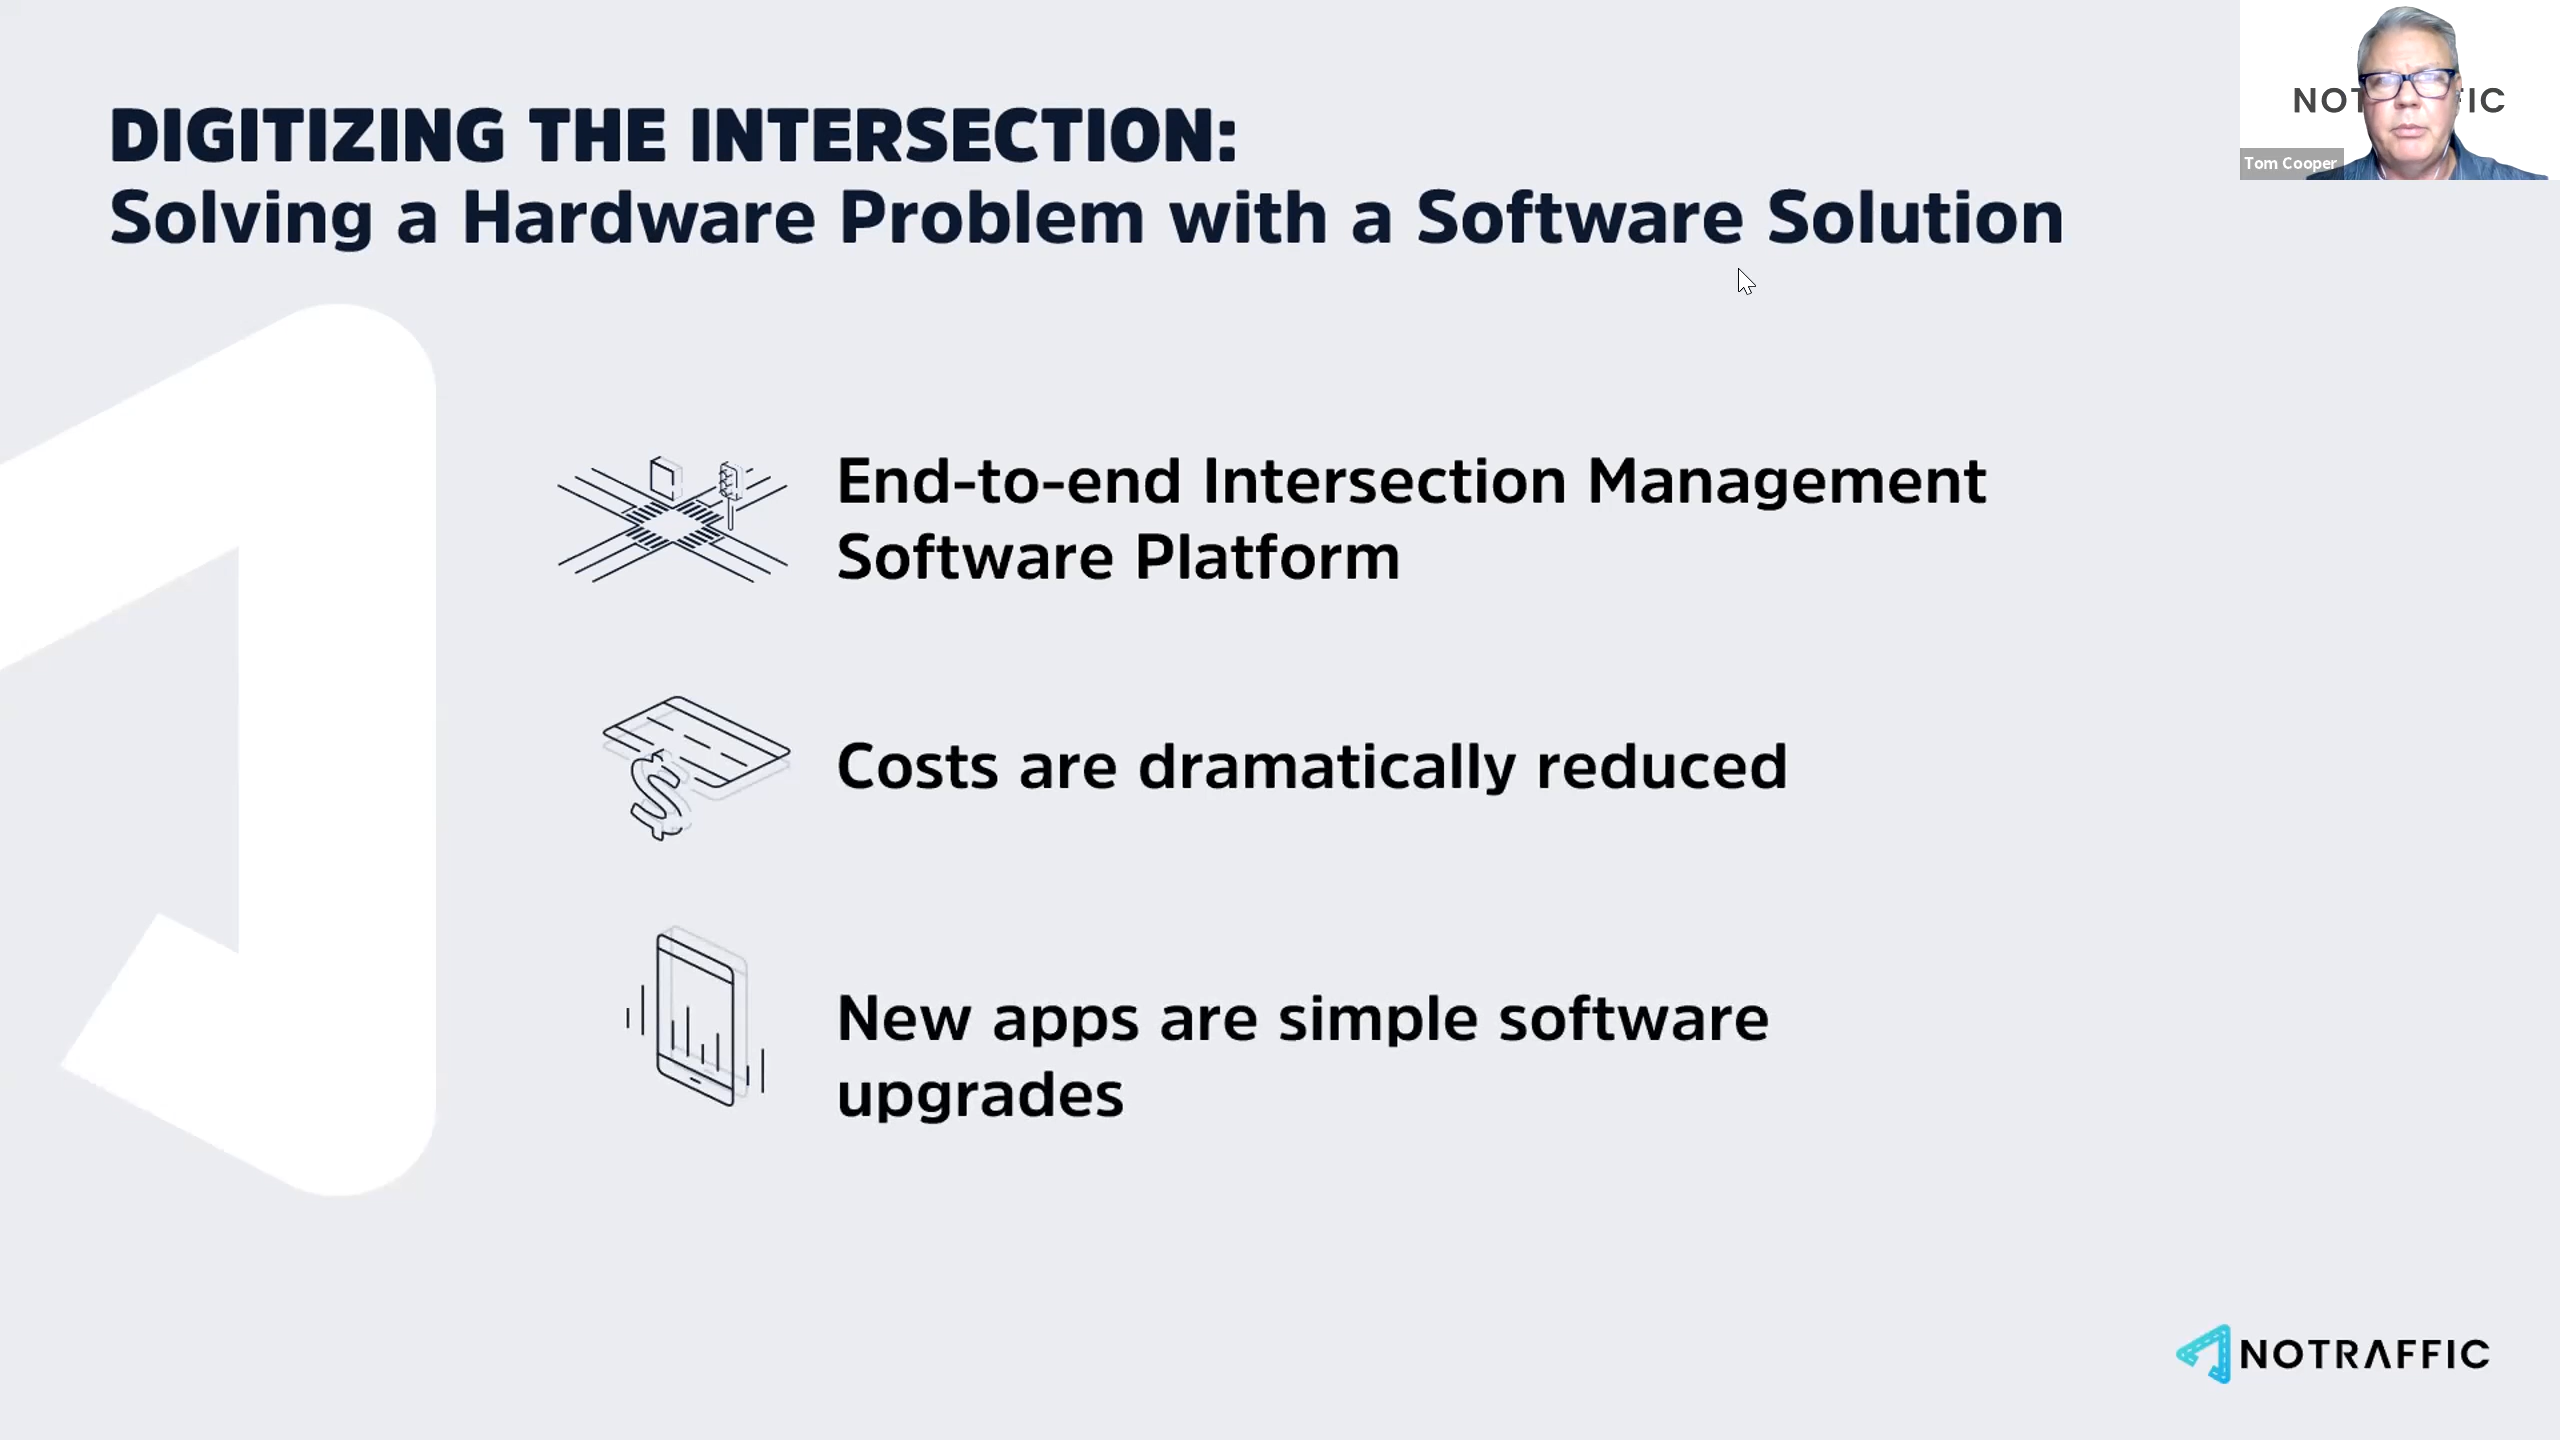 DIGITIZING THE INTERSECTION:
Solving a Hardware Problem with a Software Solution
Tom Cooper
End-to-end Intersection Management
Software Platform
Costs are dramatically reduced
New apps are simple software
upgrades
NOTRAFFIC